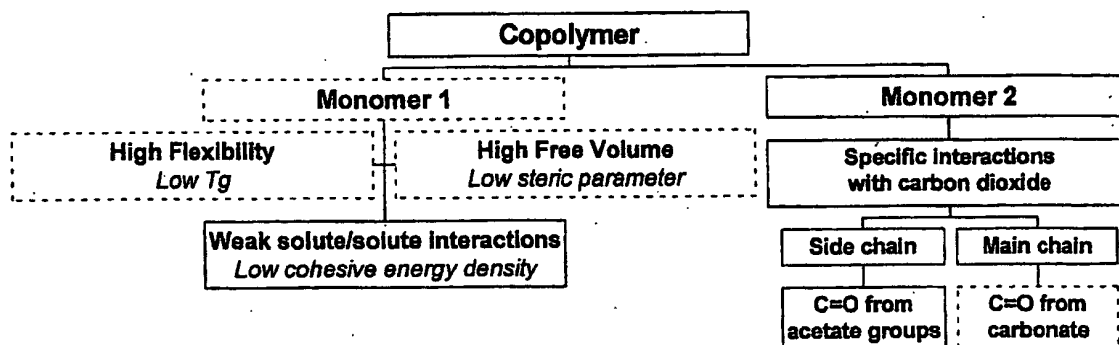 Copolymer
Monomer 1
Monomer 2
High Flexibility
Low Tg
High Free Volume
Low steric parameter
Specific interactions
with carbon dioxide
Weak solute/solute interactions
Low cohesive energy density
Side chain
Main chain
C=O from
acetate groups
C=O from
carbonate